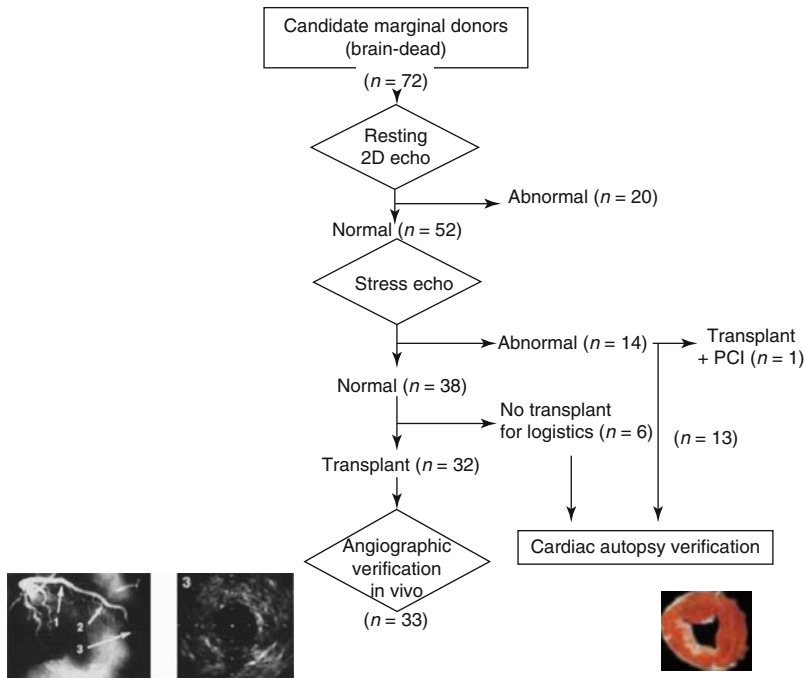 Candidate marginal donors
(brain-dead)
(n = 72)
Resting
2D echo
Abnormal (n = 20)
Normal (n = 52)
Stress echo
Abnormal (n = 14)
Transplant
+ PCI (n = 1)
Normal (n = 38)
No transplant
for logistics (n = 6)
(n = 13)
Transplant (n = 32)
Angiographic
verification
in vivo
(n = 33)
Cardiac autopsy verification
1
2
3
3